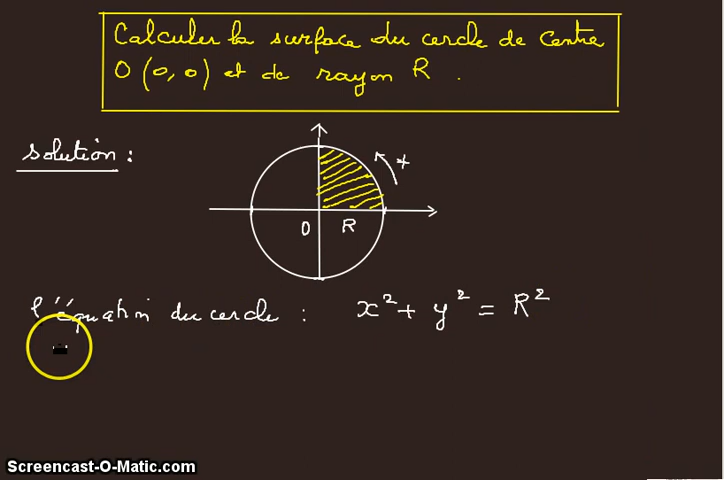 Calculer la surface du cercle de centre
O (0,0) et de rayon R .
Solution :
+
O R
l'équation du cercle : x² + y² = R²
Screencast-O-Matic.com